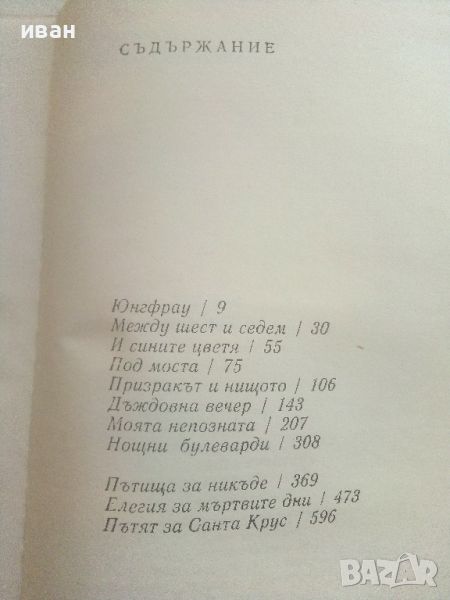 иван
СЪДЪРЖАНИЕ
Юнгфрау / 9
Между шест и седем / 30
И сините цветя / 55
Под моста / 75
Призракът и нищото / 106
Дъждовна вечер / 143
Моята непозната / 207
Нощни булеварди / 308
Пътища за никъде / 369
Елегия за мъртвите дни / 473
Пътят за Санта Крус / 596
BAZAR